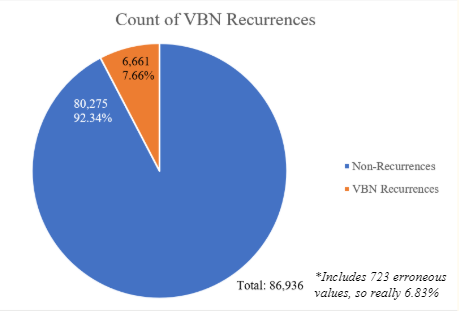 Count of VBN Recurrences
6,661
7.66%
80,275
92.34%
Non-Recurrences
VBN Recurrences
Total: 86,936
*Includes 723 erroneous
values, so really 6.83%